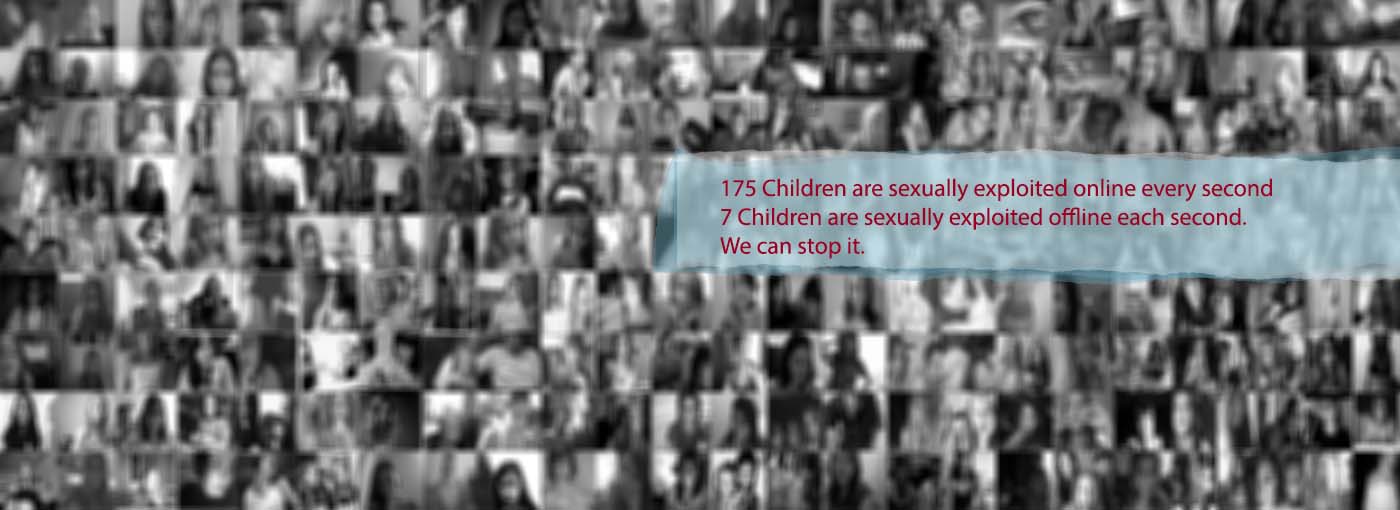 175 Children are sexually exploited online every second
7 Children are sexually exploited offline each second.
We can stop it.